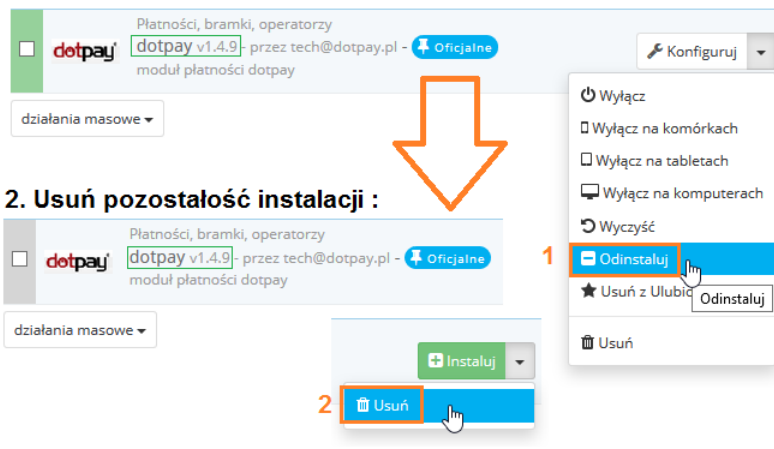 Płatności, bramki, operatorzy
dotpay dotpay v1.4.9 - przez tech@dotpay.pl - Oficjalne
moduł płatności dotpay
Konfiguruj
działania masowe
Wyłącz
Wyłącz na komórkach
Wyłącz na tabletach
Wyłącz na komputerach
Wyczyść
1 Odinstaluj
Usuń z Ulubic
Odinstaluj
Usuń
2. Usuń pozostałość instalacji :
Płatności, bramki, operatorzy
dotpay dotpay v1.4.9 - przez tech@dotpay.pl - Oficjalne
moduł płatności dotpay
działania masowe
Instaluj
2 Usuń